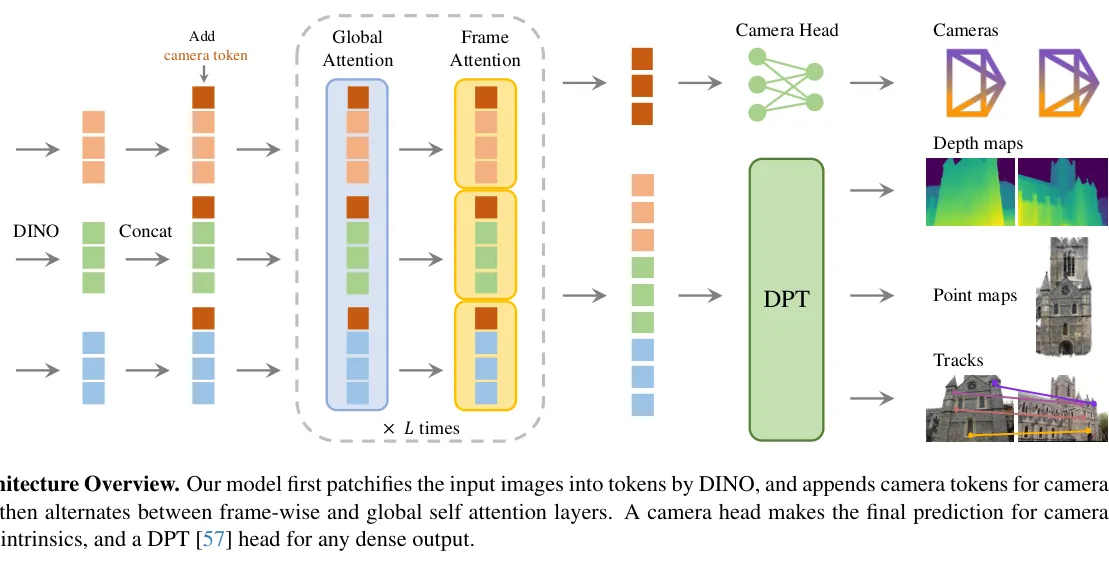 Add
camera token
Global
Attention
Frame
Attention
Camera Head
Cameras
Depth maps
DINO
Concat
DPT
Point maps
Tracks
× L times
hitecture Overview. Our model first patchifies the input images into tokens by DINO, and appends camera tokens for camera
then alternates between frame-wise and global self attention layers. A camera head makes the final prediction for camera
intrinsics, and a DPT [57] head for any dense output.